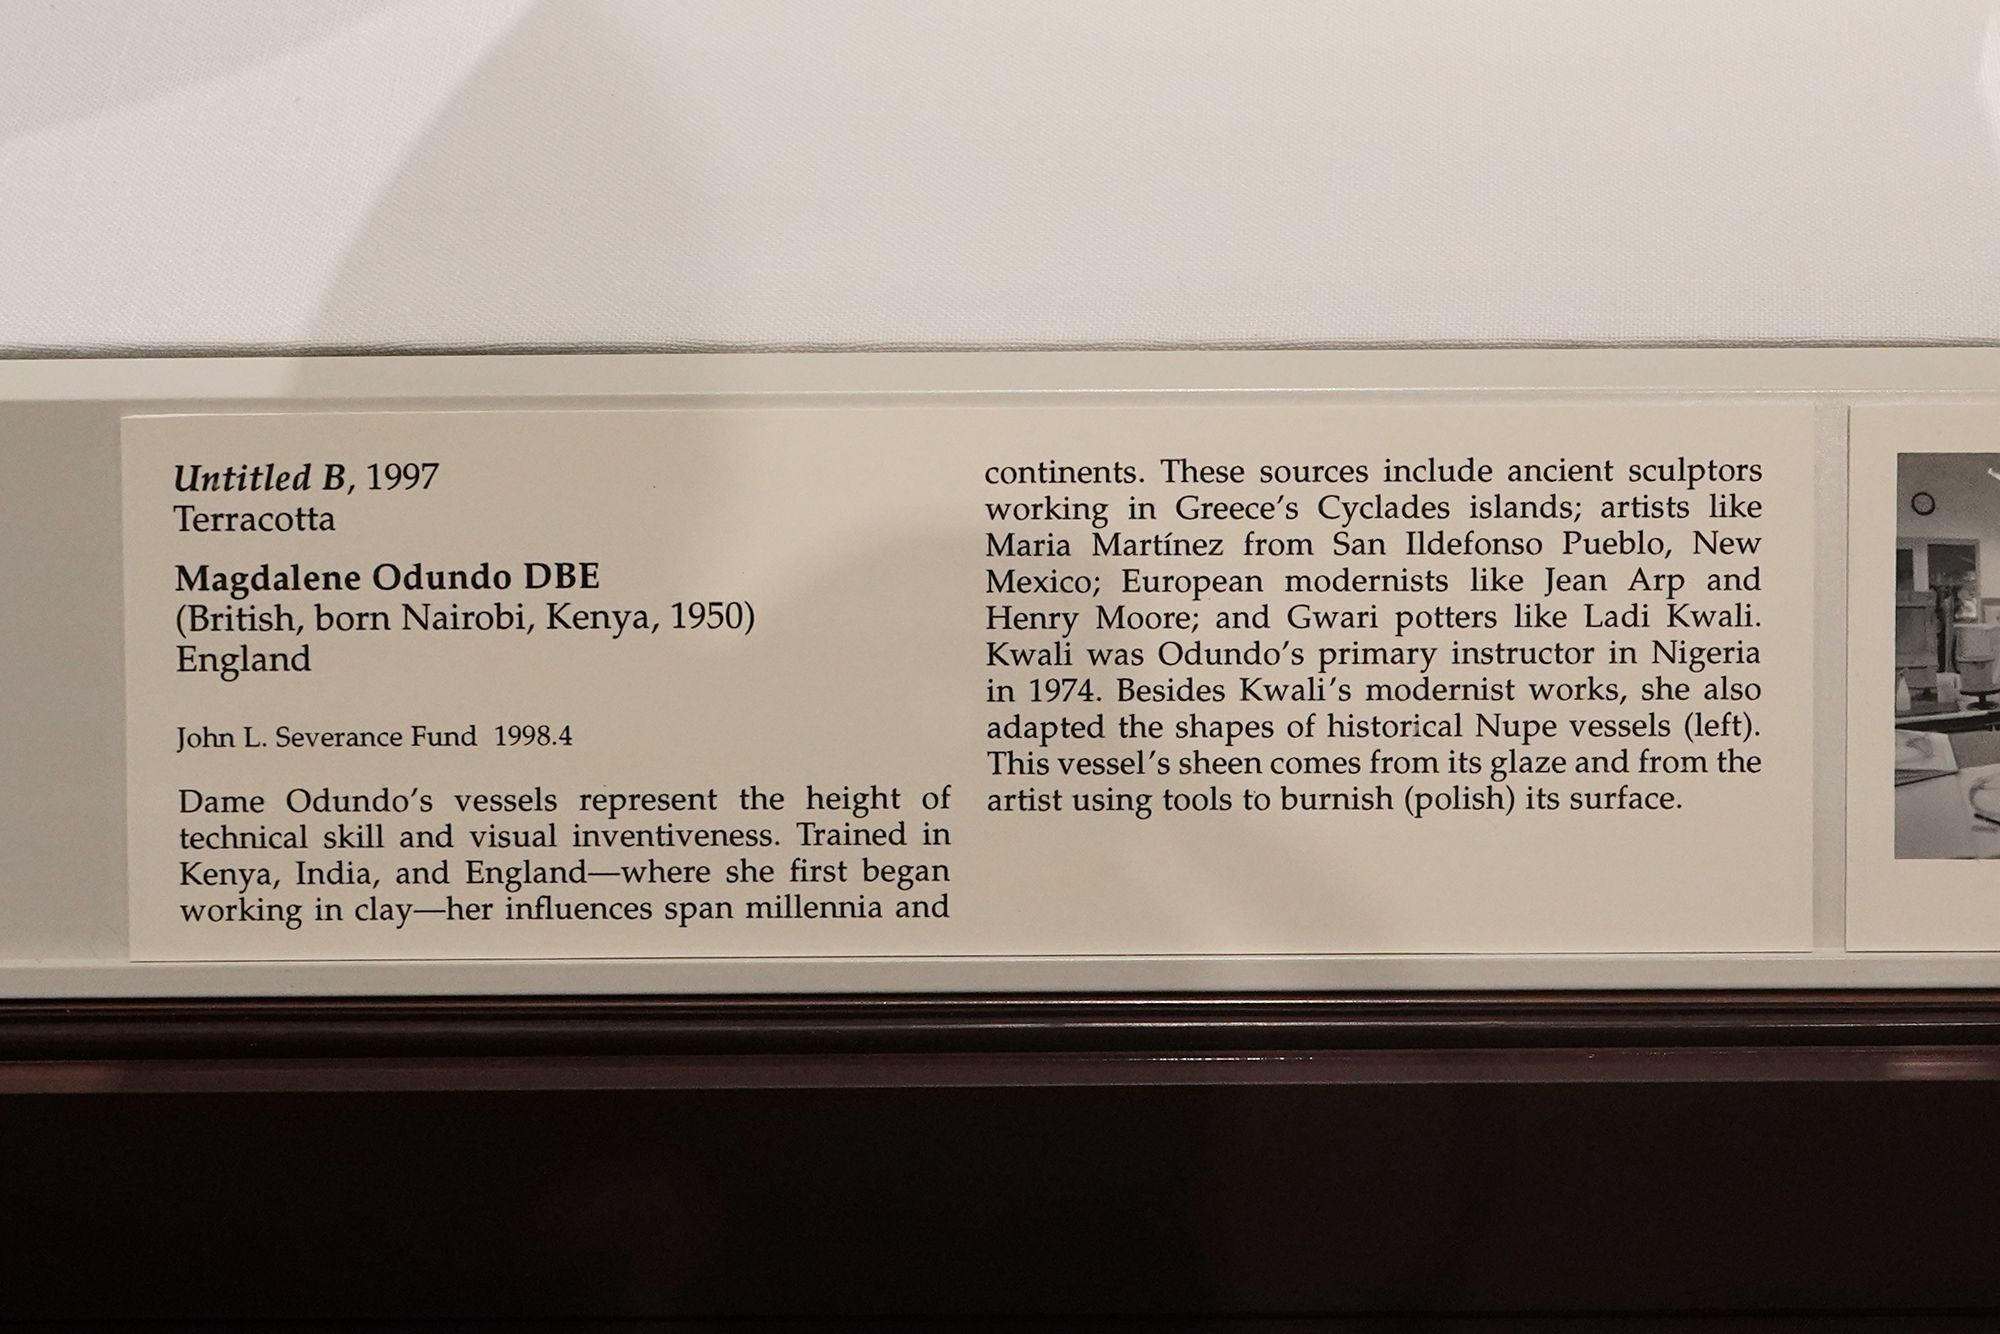 Untitled B, 1997
Terracotta
Magdalene Odundo DBE
(British, born Nairobi, Kenya, 1950)
England
John L. Severance Fund 1998.4
Dame Odundo's vessels represent the height of
technical skill and visual inventiveness. Trained in
Kenya, India, and England—where she first began
working in clay—her influences span millennia and
continents. These sources include ancient sculptors
working in Greece's Cyclades islands; artists like
Maria Martínez from San Ildefonso Pueblo, New
Mexico; European modernists like Jean Arp and
Henry Moore; and Gwari potters like Ladi Kwali.
Kwali was Odundo's primary instructor in Nigeria
in 1974. Besides Kwali's modernist works, she also
adapted the shapes of historical Nupe vessels (left).
This vessel's sheen comes from its glaze and from the
artist using tools to burnish (polish) its surface.